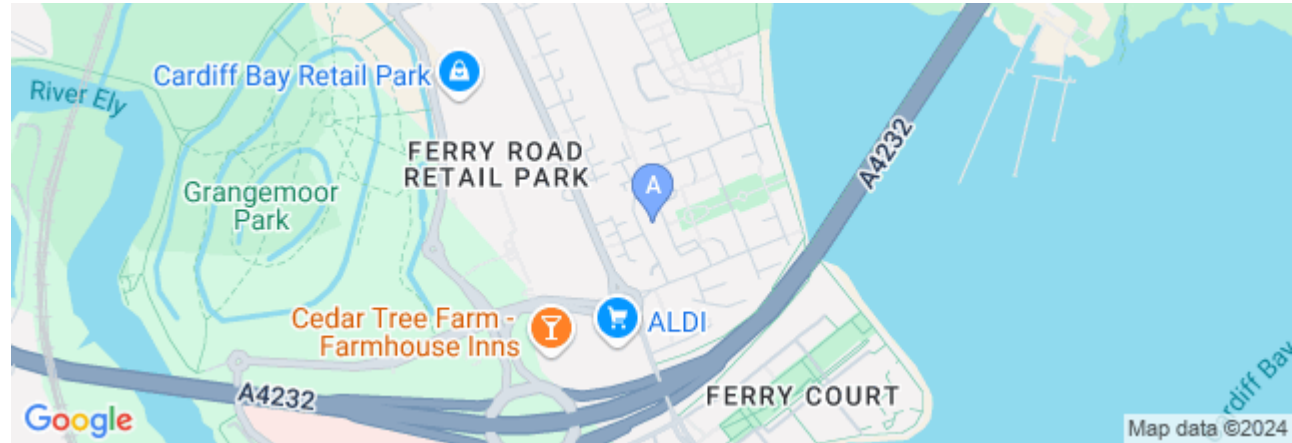 Cardiff Bay Retail Park
River Ely
FERRY ROAD
RETAIL PARK
A4232
A
Grangemoor
Park
Cedar Tree Farm -
Farmhouse Inns
ALDI
A4232
FERRY COURT
Cardiff Bay
Google
Map data ©2024